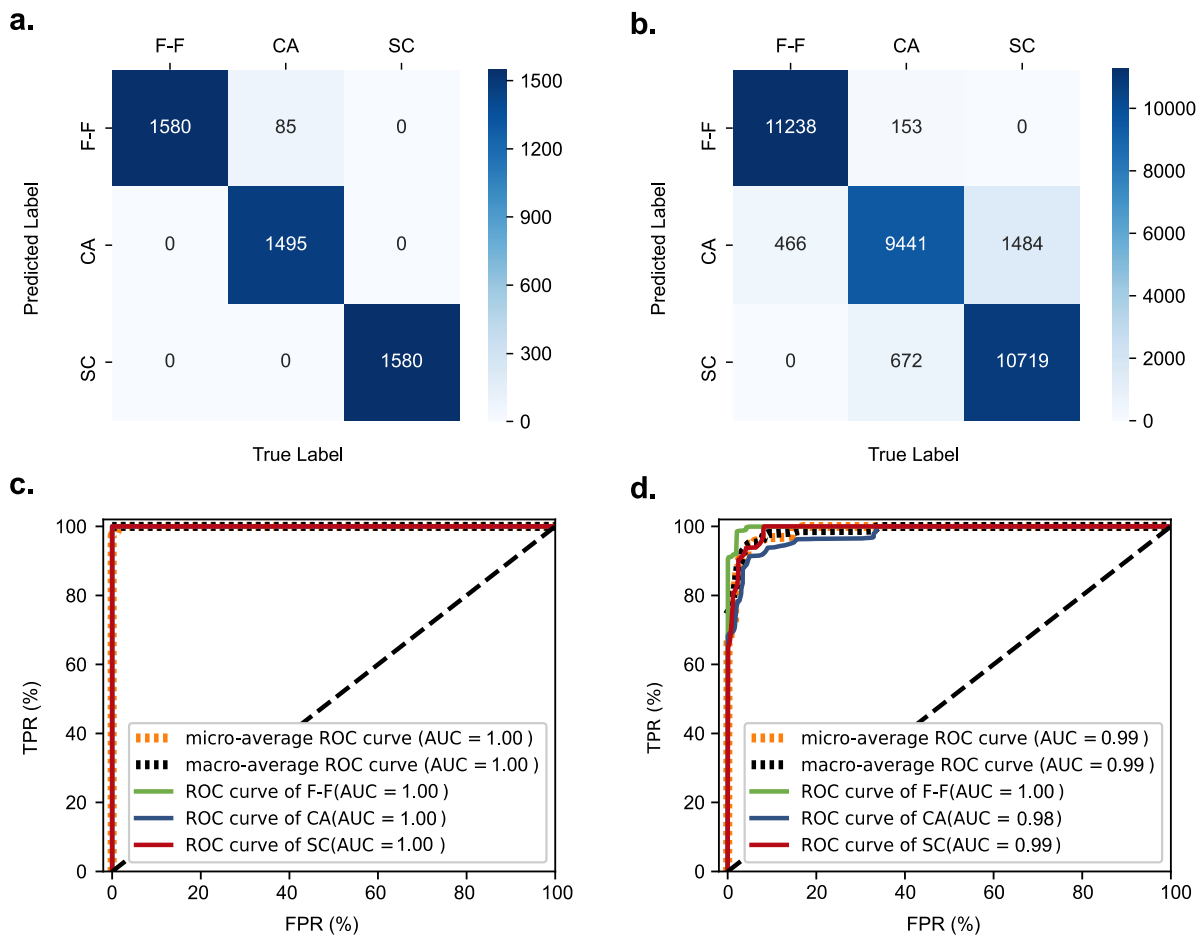 a.
F-F CA SC
F-F 1580 85 0
CA 0 1495 0
SC 0 0 1580
Predicted Label
True Label
1500
1200
900
600
300
0
b.
F-F CA SC
F-F 11238 153 0
CA 466 9441 1484
SC 0 672 10719
Predicted Label
True Label
10000
8000
6000
4000
2000
0
c.
100
80
60
40
20
0
TPR (%)
micro-average ROC curve (AUC = 1.00 )
macro-average ROC curve (AUC = 1.00 )
ROC curve of F-F(AUC = 1.00 )
ROC curve of CA(AUC = 1.00 )
ROC curve of SC(AUC = 1.00 )
0 20 40 60 80 100
FPR (%)
d.
100
80
60
40
20
0
TPR (%)
micro-average ROC curve (AUC = 0.99 )
macro-average ROC curve (AUC = 0.99 )
ROC curve of F-F(AUC = 1.00 )
ROC curve of CA(AUC = 0.98 )
ROC curve of SC(AUC = 0.99 )
0 20 40 60 80 100
FPR (%)